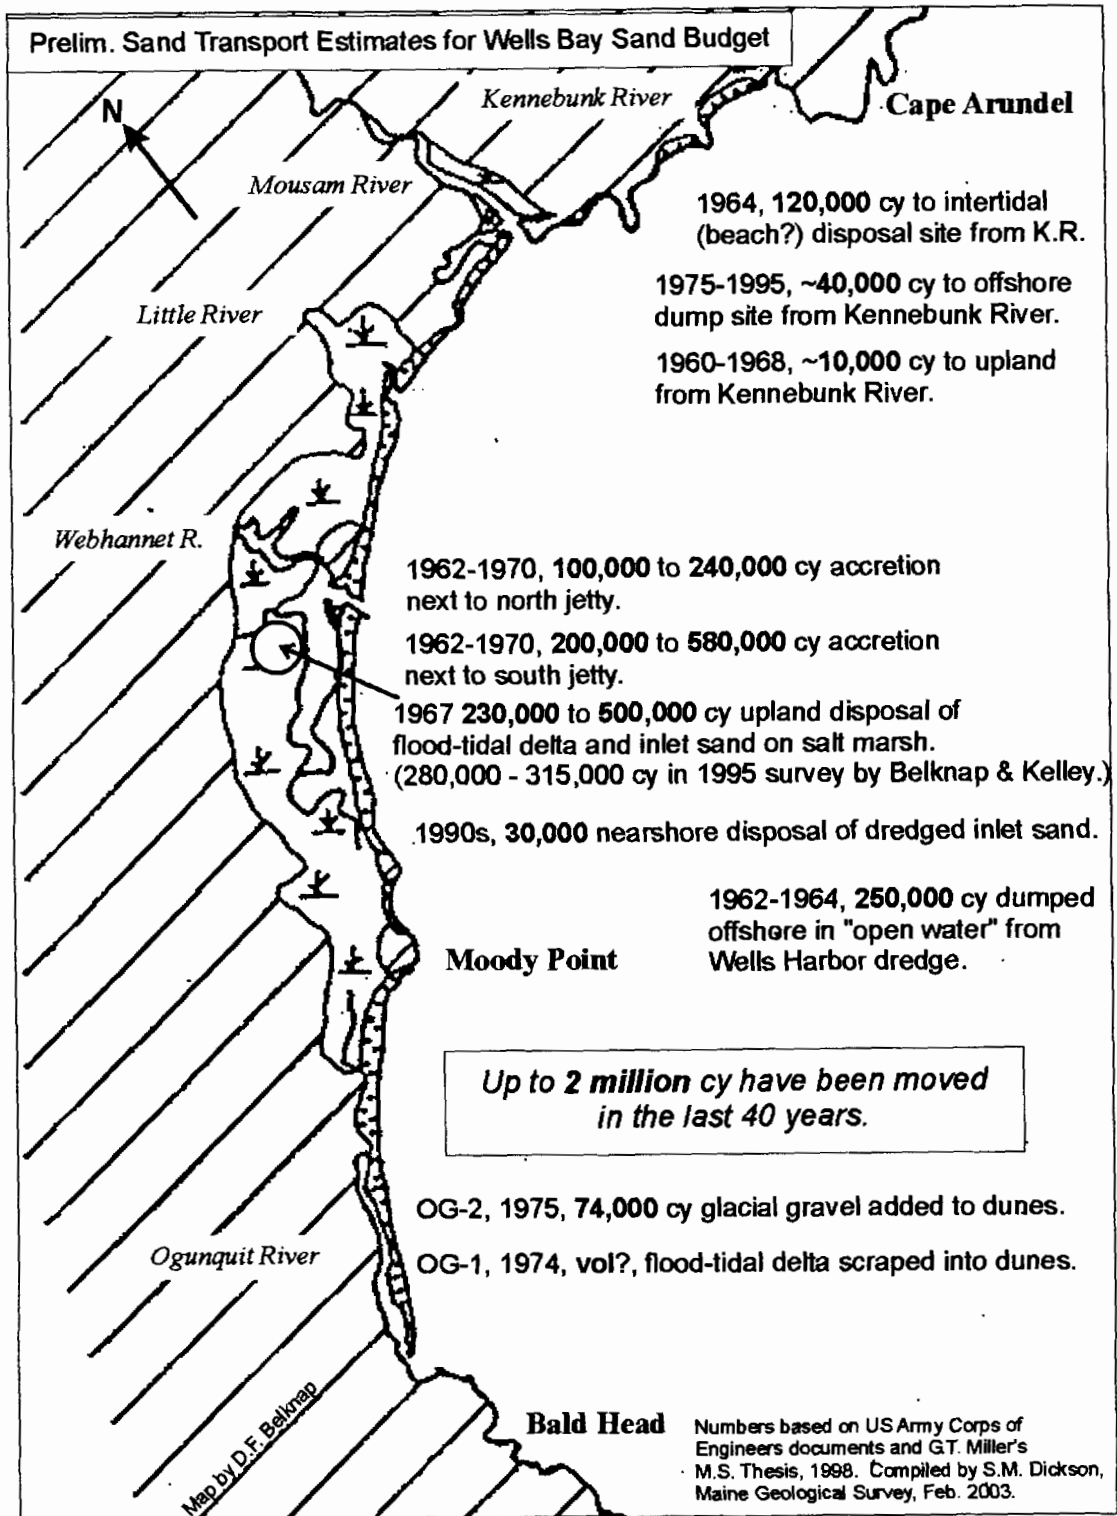 Prelim. Sand Transport Estimates for Wells Bay Sand Budget
N
Kennebunk River
Cape Arundel
Mousam River
1964, 120,000 cy to intertidal
(beach?) disposal site from K.R.
1975-1995, ~40,000 cy to offshore
dump site from Kennebunk River.
Little River
1960-1968, ~10,000 cy to upland
from Kennebunk River.
Webhannet R.
1962-1970, 100,000 to 240,000 cy accretion
next to north jetty.
1962-1970, 200,000 to 580,000 cy accretion
next to south jetty.
1967 230,000 to 500,000 cy upland disposal of
flood-tidal delta and inlet sand on salt marsh.
(280,000 - 315,000 cy in 1995 survey by Belknap & Kelley.)
1990s, 30,000 nearshore disposal of dredged inlet sand.
1962-1964, 250,000 cy dumped
offshore in "open water" from
Wells Harbor dredge.
Moody Point
Up to 2 million cy have been moved
in the last 40 years.
OG-2, 1975, 74,000 cy glacial gravel added to dunes.
Ogunquit River
OG-1, 1974, vol?, flood-tidal delta scraped into dunes.
Map by D.F. Belknap
Bald Head
Numbers based on US Army Corps of
Engineers documents and G.T. Miller's
M.S. Thesis, 1998. Compiled by S.M. Dickson,
Maine Geological Survey, Feb. 2003.